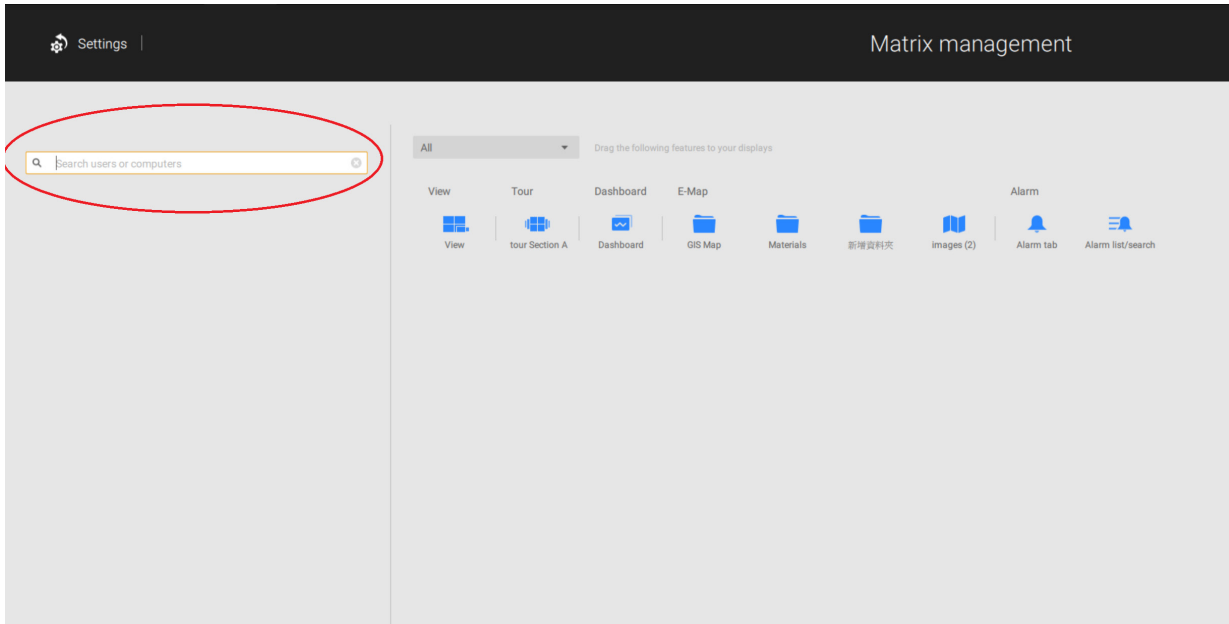 Settings
Matrix management
Search users or computers
All
Drag the following features to your displays
View Tour Dashboard E-Map Alarm
View tour Section A Dashboard GIS Map Materials 新增資料夾 images (2) Alarm tab Alarm list/search